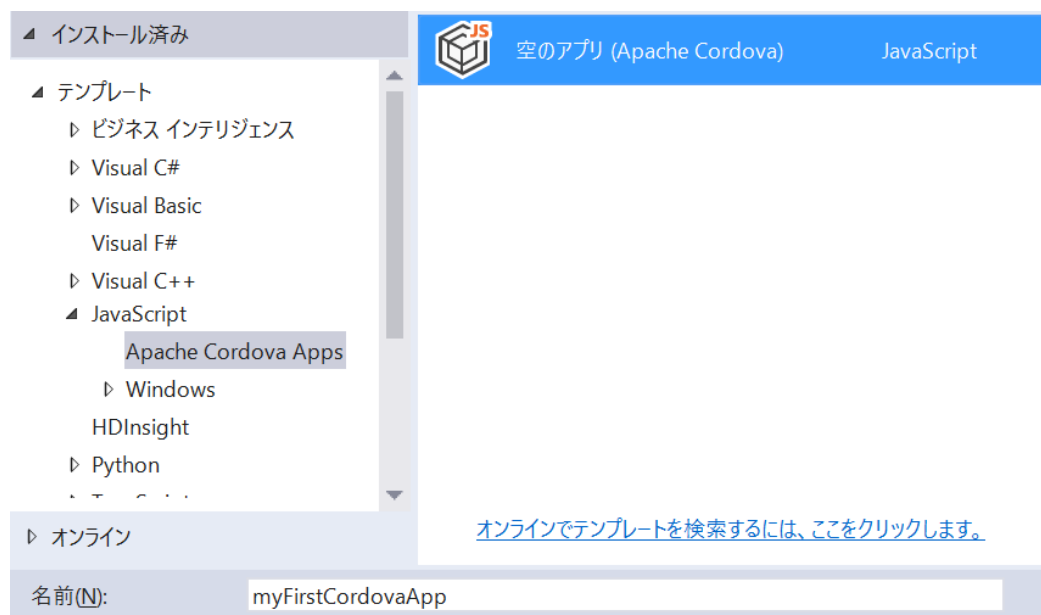 インストール済み
テンプレート
ビジネス インテリジェンス
Visual C#
Visual Basic
Visual F#
Visual C++
JavaScript
Apache Cordova Apps
Windows
HDInsight
Python
オンライン
JS
空のアプリ (Apache Cordova) JavaScript
オンラインでテンプレートを検索するには、ここをクリックします。
名前(N): myFirstCordovaApp